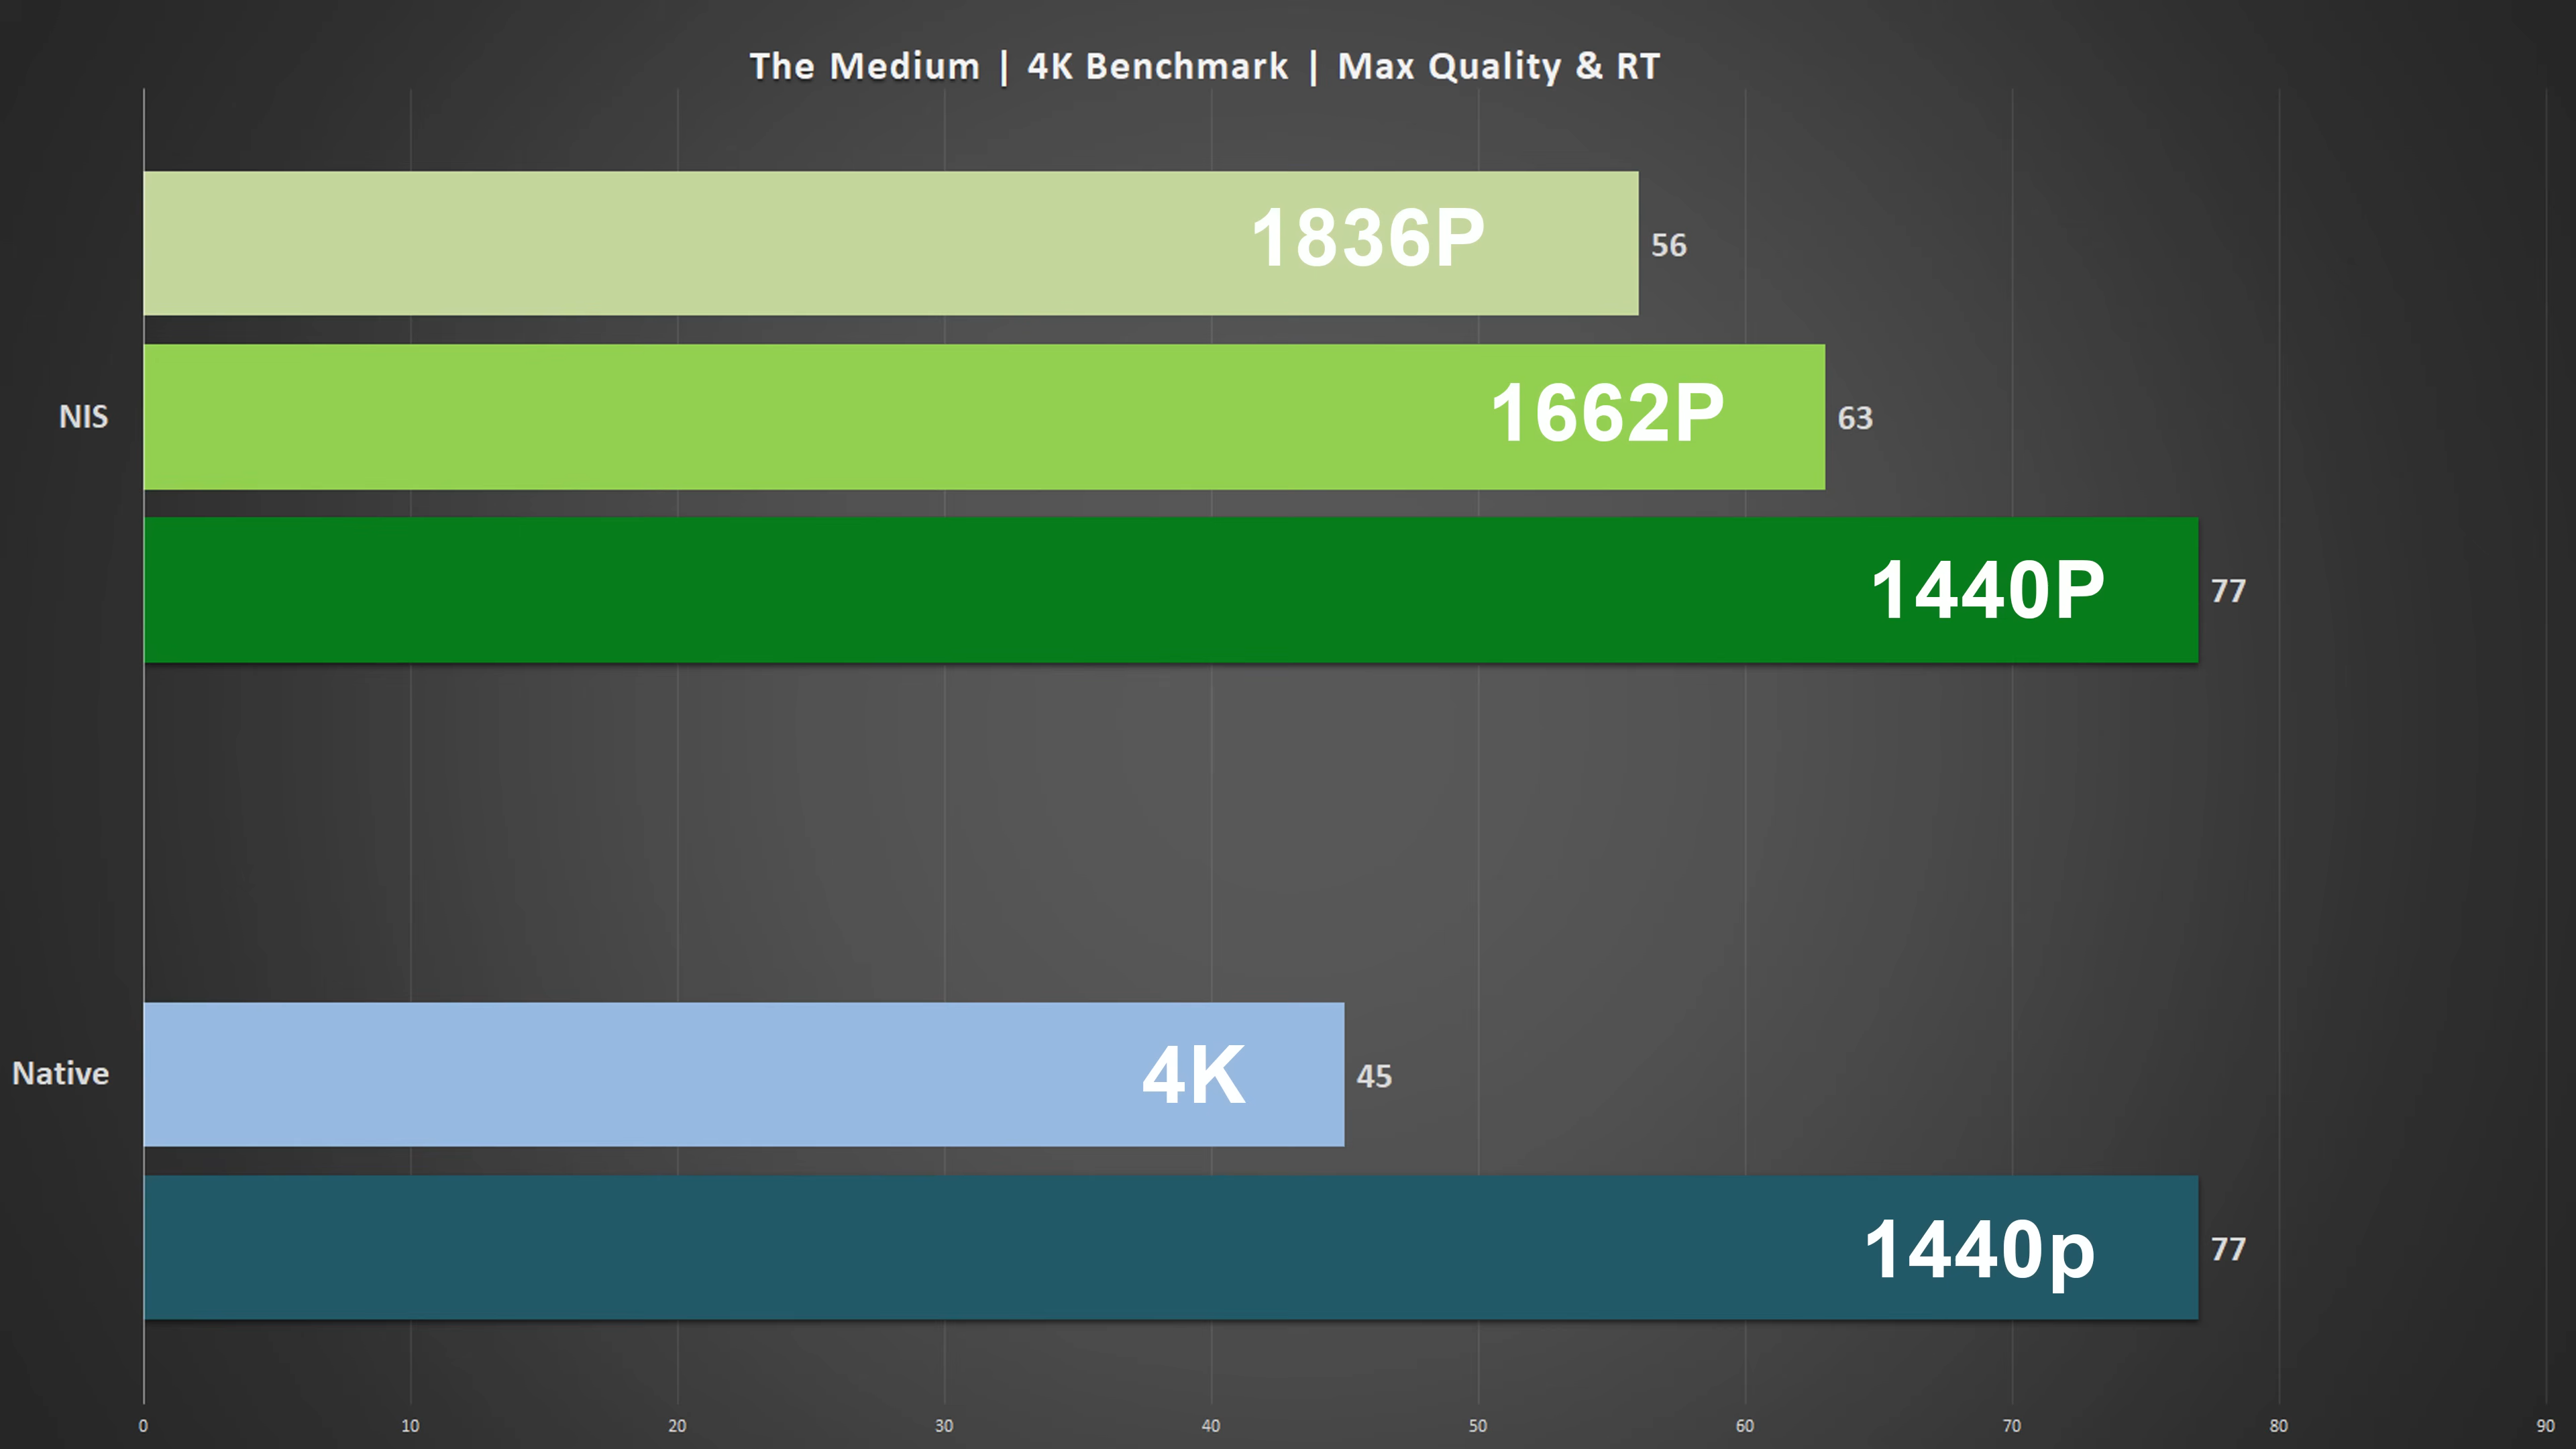 The Medium | 4K Benchmark | Max Quality & RT
1836P 56
NIS 1662P 63
1440P 77
Native 4K 45
1440p 77
0 10 20 30 40 50 60 70 80 90